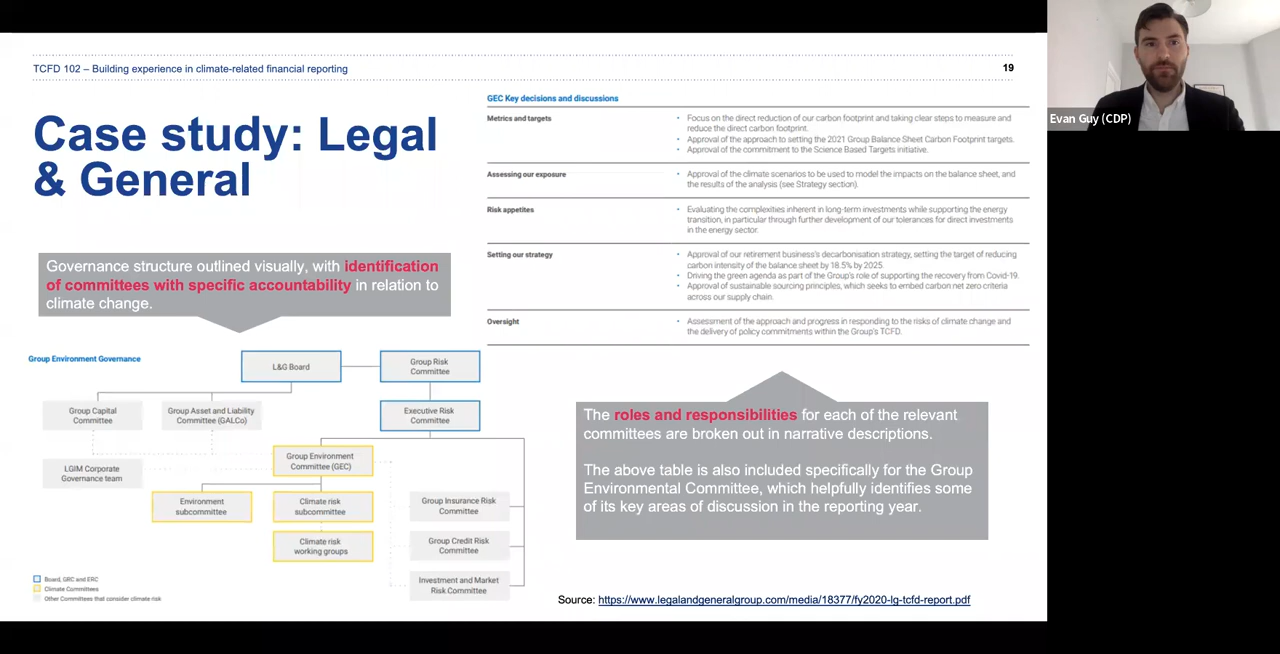 TCFD 102 – Building experience in climate-related financial reporting
19
Case study: Legal
& General
Governance structure outlined visually, with identification
of committees with specific accountability in relation to
climate change.
Group Environment Governance
L&G Board
Group Risk
Committee
Group Capital
Committee
Group Asset and Liability
Committee (GALCo)
Executive Risk
Committee
Group Environment
Committee (GEC)
LGIM Corporate
Governance team
Environment
subcommittee
Climate risk
subcommittee
Group Insurance Risk
Committee
Climate risk
working groups
Group Credit Risk
Committee
Investment and Market
Risk Committee
Board, GRC and ERC
Climate Committees
Other Committees that consider climate risk
GEC Key decisions and discussions
Metrics and targets
• Focus on the direct reduction of our carbon footprint and taking clear steps to measure and
reduce the direct carbon footprint.
• Approval of the approach to setting the 2021 Group Balance Sheet Carbon Footprint targets.
• Approval of the commitment to the Science Based Targets initiative.
Assessing our exposure
• Approval of the climate scenarios to be used to model the impacts on the balance sheet, and
the results of the analysis (see Strategy section).
Risk appetites
• Evaluating the complexities inherent in long-term investments while supporting the energy
transition, in particular through further development of our tolerances for direct investments
in the energy sector.
Setting our strategy
• Approval of our retirement business's decarbonisation strategy, setting the target of reducing
carbon intensity of the balance sheet by 18.5% by 2025.
• Driving the green agenda as part of the Group's role of supporting the recovery from Covid-19.
• Approval of sustainable sourcing principles, which seeks to embed carbon net zero criteria
across our supply chain.
Oversight
• Assessment of the approach and progress in responding to the risks of climate change and
the delivery of policy commitments within the Group's TCFD.
The roles and responsibilities for each of the relevant
committees are broken out in narrative descriptions.
The above table is also included specifically for the Group
Environmental Committee, which helpfully identifies some
of its key areas of discussion in the reporting year.
Source: https://www.legalandgeneralgroup.com/media/18377/fy2020-lg-tcfd-report.pdf
Evan Guy (CDP)